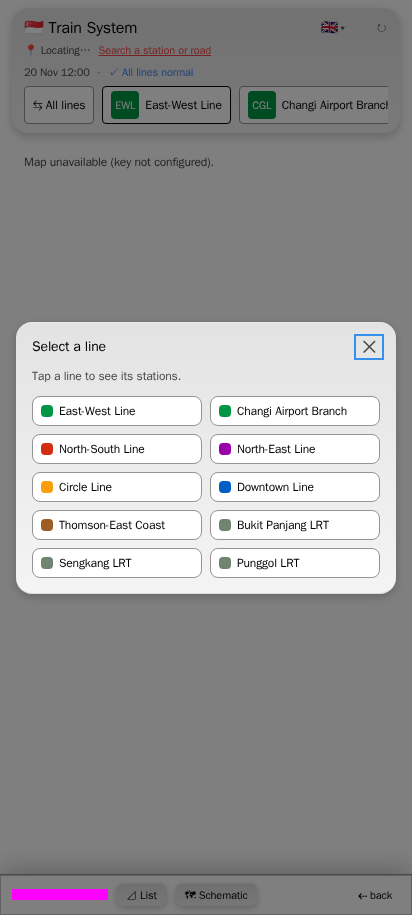 🇸🇬 Train System
🇬🇧 ▾
↻
📍 Locating… Search a station or road
20 Nov 12:00 · ✓ All lines normal
⇆ All lines
EWL East-West Line
CGL Changi Airport Branch
Map unavailable (key not configured).
Select a line
Tap a line to see its stations.
East-West Line
Changi Airport Branch
North-South Line
North-East Line
Circle Line
Downtown Line
Thomson-East Coast
Bukit Panjang LRT
Sengkang LRT
Punggol LRT
List
🗺 Schematic
← back